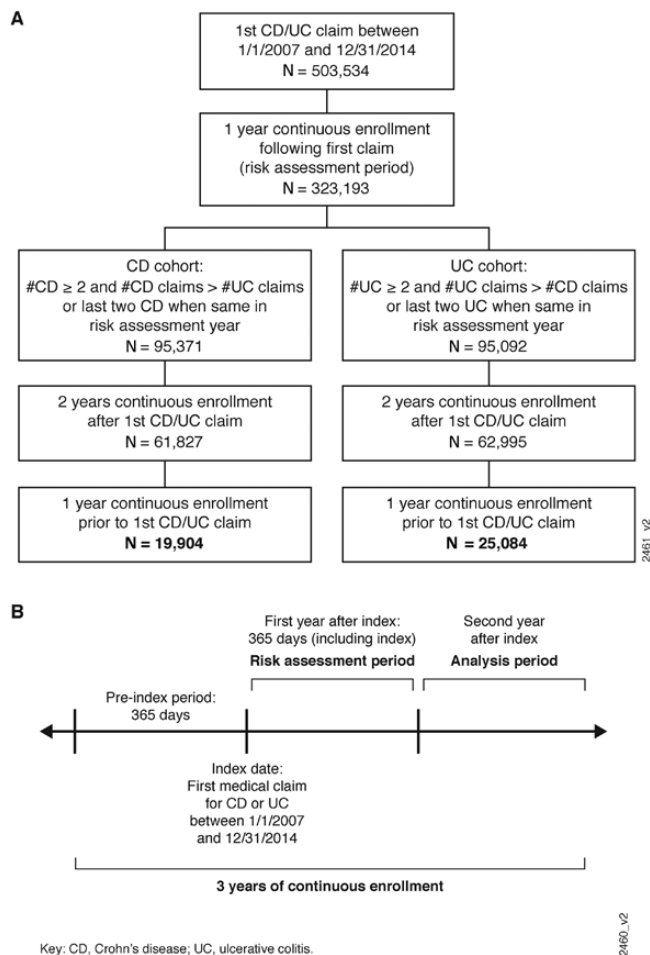 A
1st CD/UC claim between
1/1/2007 and 12/31/2014
N = 503,534
1 year continuous enrollment
following first claim
(risk assessment period)
N = 323,193
CD cohort:
#CD ≥ 2 and #CD claims > #UC claims
or last two CD when same in
risk assessment year
N = 95,371
UC cohort:
#UC ≥ 2 and #UC claims > #CD claims
or last two UC when same in
risk assessment year
N = 95,092
2 years continuous enrollment
after 1st CD/UC claim
N = 61,827
2 years continuous enrollment
after 1st CD/UC claim
N = 62,995
1 year continuous enrollment
prior to 1st CD/UC claim
N = 19,904
1 year continuous enrollment
prior to 1st CD/UC claim
N = 25,084
2461_v2
B
First year after index:
365 days (including index)
Risk assessment period
Second year
after index
Analysis period
Pre-index period:
365 days
Index date:
First medical claim
for CD or UC
between 1/1/2007
and 12/31/2014
3 years of continuous enrollment
2460_v2
Key: CD, Crohn's disease; UC, ulcerative colitis.